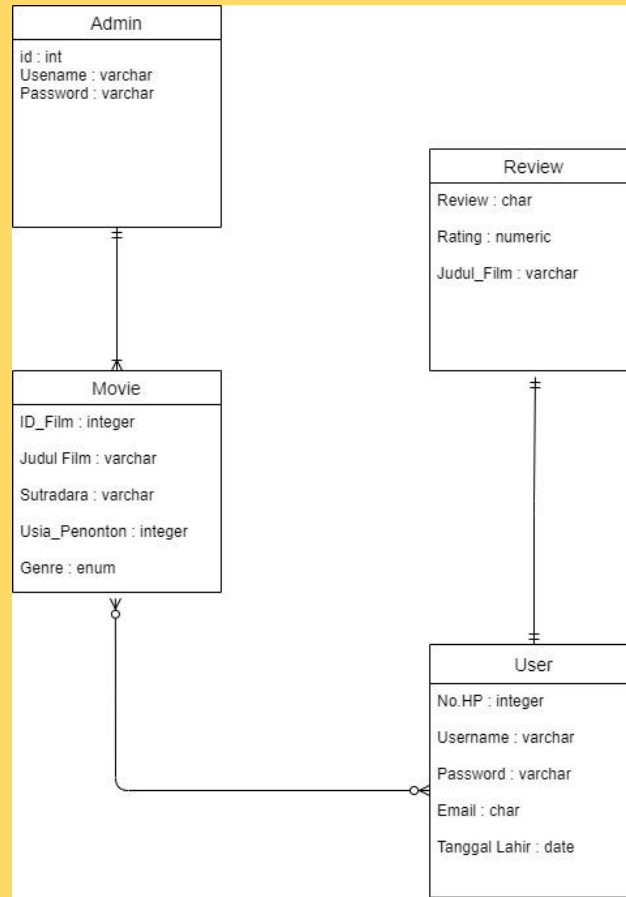 Admin
id : int
Usename : varchar
Password : varchar
Review
Review : char
Rating : numeric
Judul_Film : varchar
Movie
ID_Film : integer
Judul Film : varchar
Sutradara : varchar
Usia_Penonton : integer
Genre : enum
User
No.HP : integer
Username : varchar
Password : varchar
Email : char
Tanggal Lahir : date